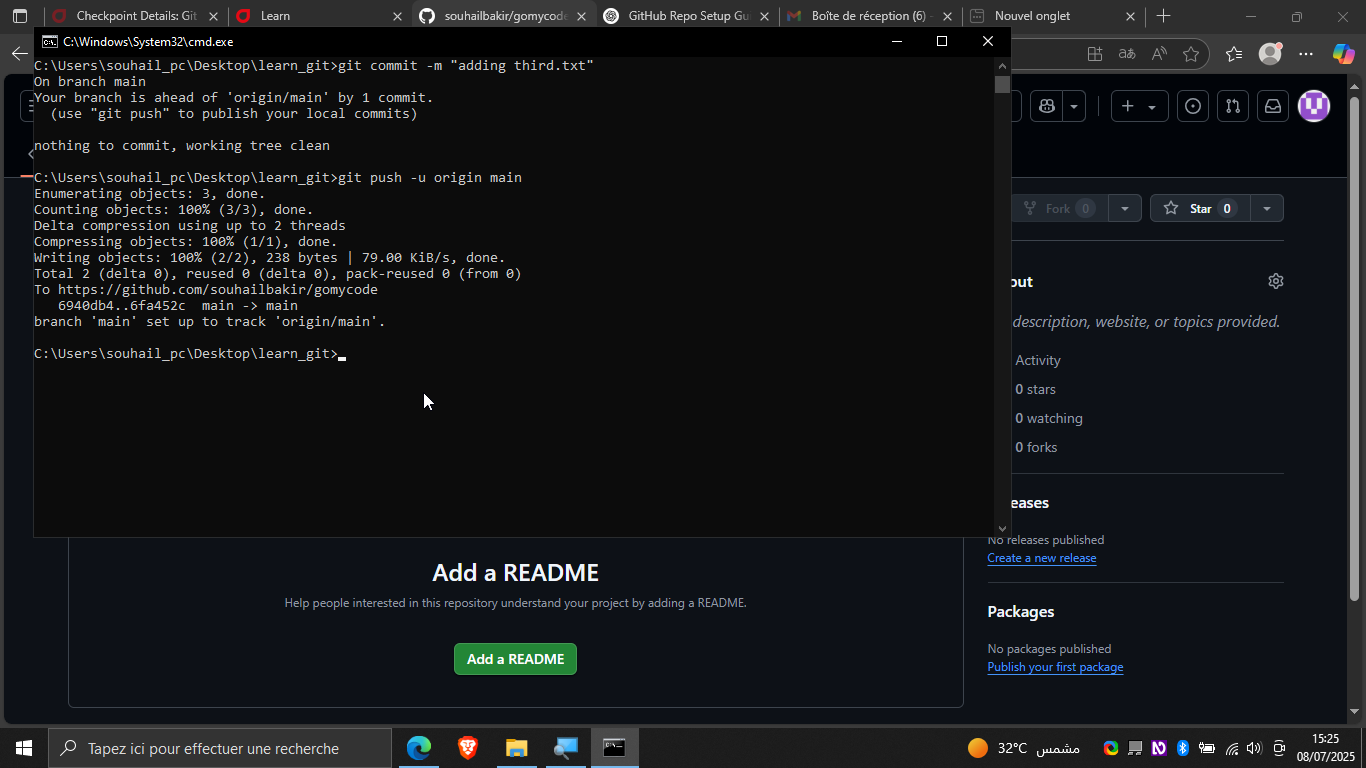 Checkpoint Details: Git
Learn
souhailbakir/gomycode
GitHub Repo Setup Gu
Boîte de réception (6)
Nouvel onglet
C:\Windows\System32\cmd.exe
C:\Users\souhail_pc\Desktop\learn_git>git commit -m "adding third.txt"
On branch main
Your branch is ahead of 'origin/main' by 1 commit.
(use "git push" to publish your local commits)
nothing to commit, working tree clean
C:\Users\souhail_pc\Desktop\learn_git>git push -u origin main
Enumerating objects: 3, done.
Counting objects: 100% (3/3), done.
Delta compression using up to 2 threads
Compressing objects: 100% (1/1), done.
Writing objects: 100% (2/2), 238 bytes | 79.00 KiB/s, done.
Total 2 (delta 0), reused 0 (delta 0), pack-reused 0 (from 0)
To https://github.com/souhailbakir/gomycode
6940db4..6fa452c  main -> main
branch 'main' set up to track 'origin/main'.
C:\Users\souhail_pc\Desktop\learn_git>
Fork 0
Star 0
out
description, website, or topics provided.
Activity
0 stars
0 watching
0 forks
eases
No releases published
Create a new release
Packages
No packages published
Publish your first package
Add a README
Help people interested in this repository understand your project by adding a README.
Add a README
Tapez ici pour effectuer une recherche
32°C مشمس
15:25
08/07/2025